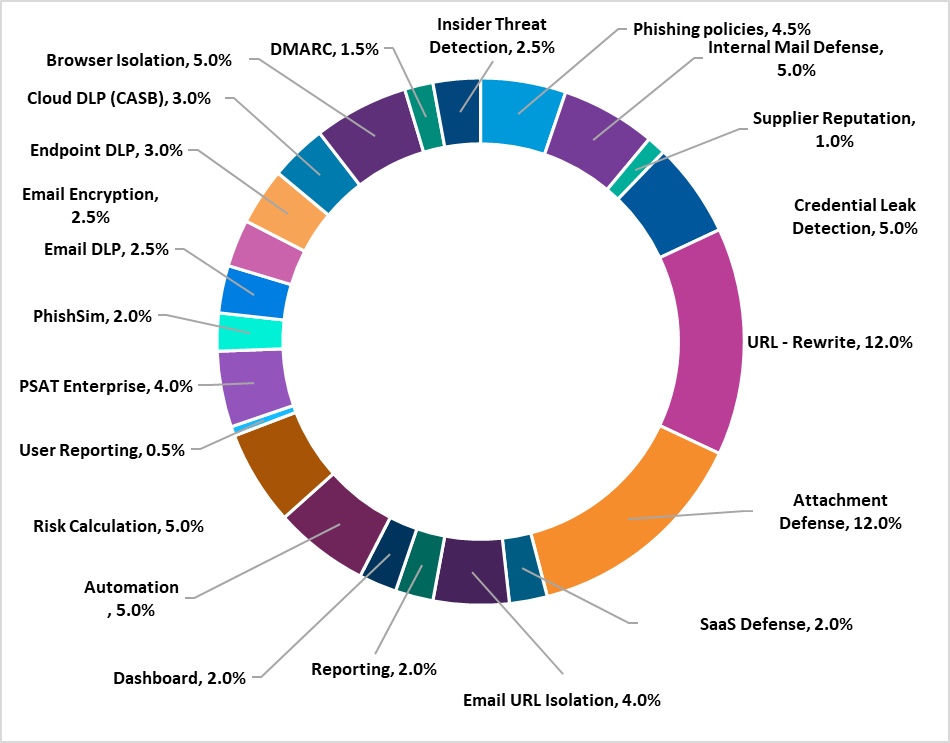 Insider Threat
Detection, 2.5%
Phishing policies, 4.5%
Internal Mail Defense,
5.0%
Supplier Reputation,
1.0%
Credential Leak
Detection, 5.0%
URL - Rewrite, 12.0%
Attachment
Defense, 12.0%
SaaS Defense, 2.0%
Email URL Isolation, 4.0%
Reporting, 2.0%
Dashboard, 2.0%
Automation
, 5.0%
Risk Calculation, 5.0%
User Reporting, 0.5%
PSAT Enterprise, 4.0%
PhishSim, 2.0%
Email DLP, 2.5%
Email Encryption,
2.5%
Endpoint DLP, 3.0%
Cloud DLP (CASB), 3.0%
Browser Isolation, 5.0%
DMARC, 1.5%